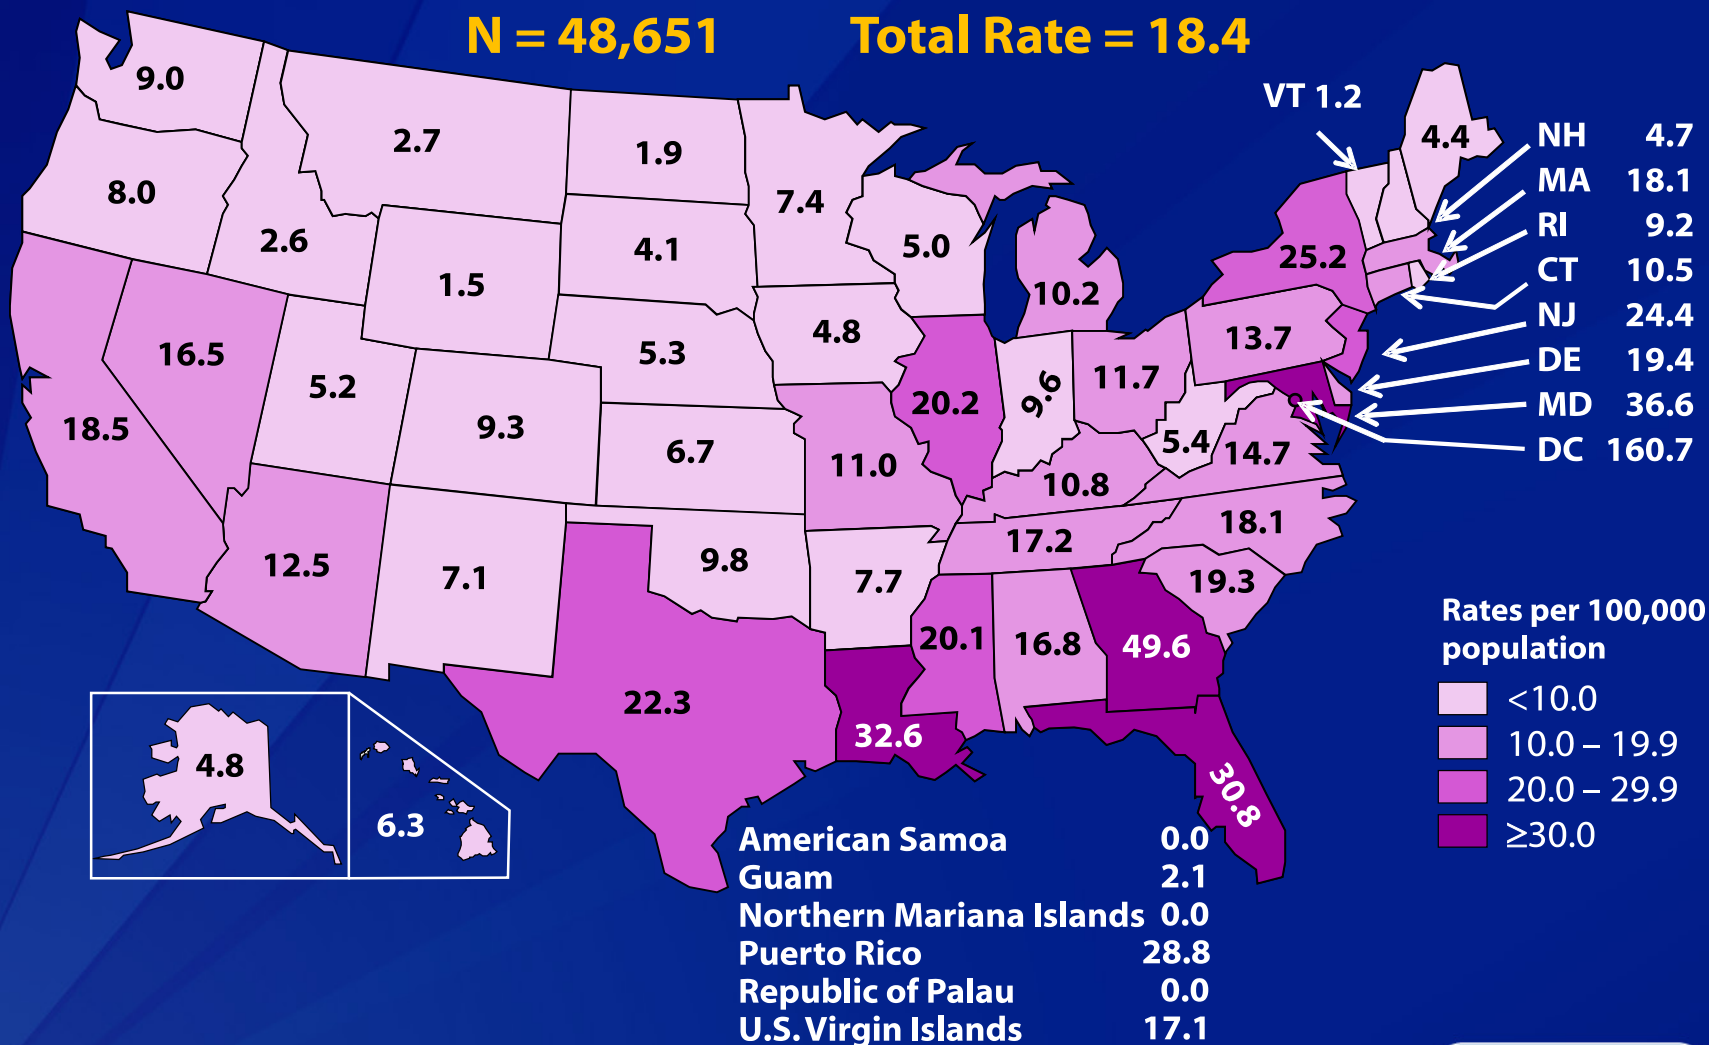 N = 48,651 Total Rate = 18.4
VT 1.2
9.0
2.7
1.9
4.4
NH 4.7
8.0
7.4
MA 18.1
2.6
4.1
5.0
25.2
RI 9.2
1.5
10.2
CT 10.5
16.5
5.3
4.8
13.7
NJ 24.4
5.2
11.7
DE 19.4
18.5
9.3
20.2
9.6
MD 36.6
6.7
11.0
5.4
14.7
DC 160.7
10.8
12.5
7.1
9.8
17.2
18.1
7.7
19.3
22.3
20.1
16.8
49.6
32.6
30.8
4.8
6.3
Rates per 100,000
population
<10.0
10.0 – 19.9
20.0 – 29.9
≥30.0
American Samoa 0.0
Guam 2.1
Northern Mariana Islands 0.0
Puerto Rico 28.8
Republic of Palau 0.0
U.S. Virgin Islands 17.1